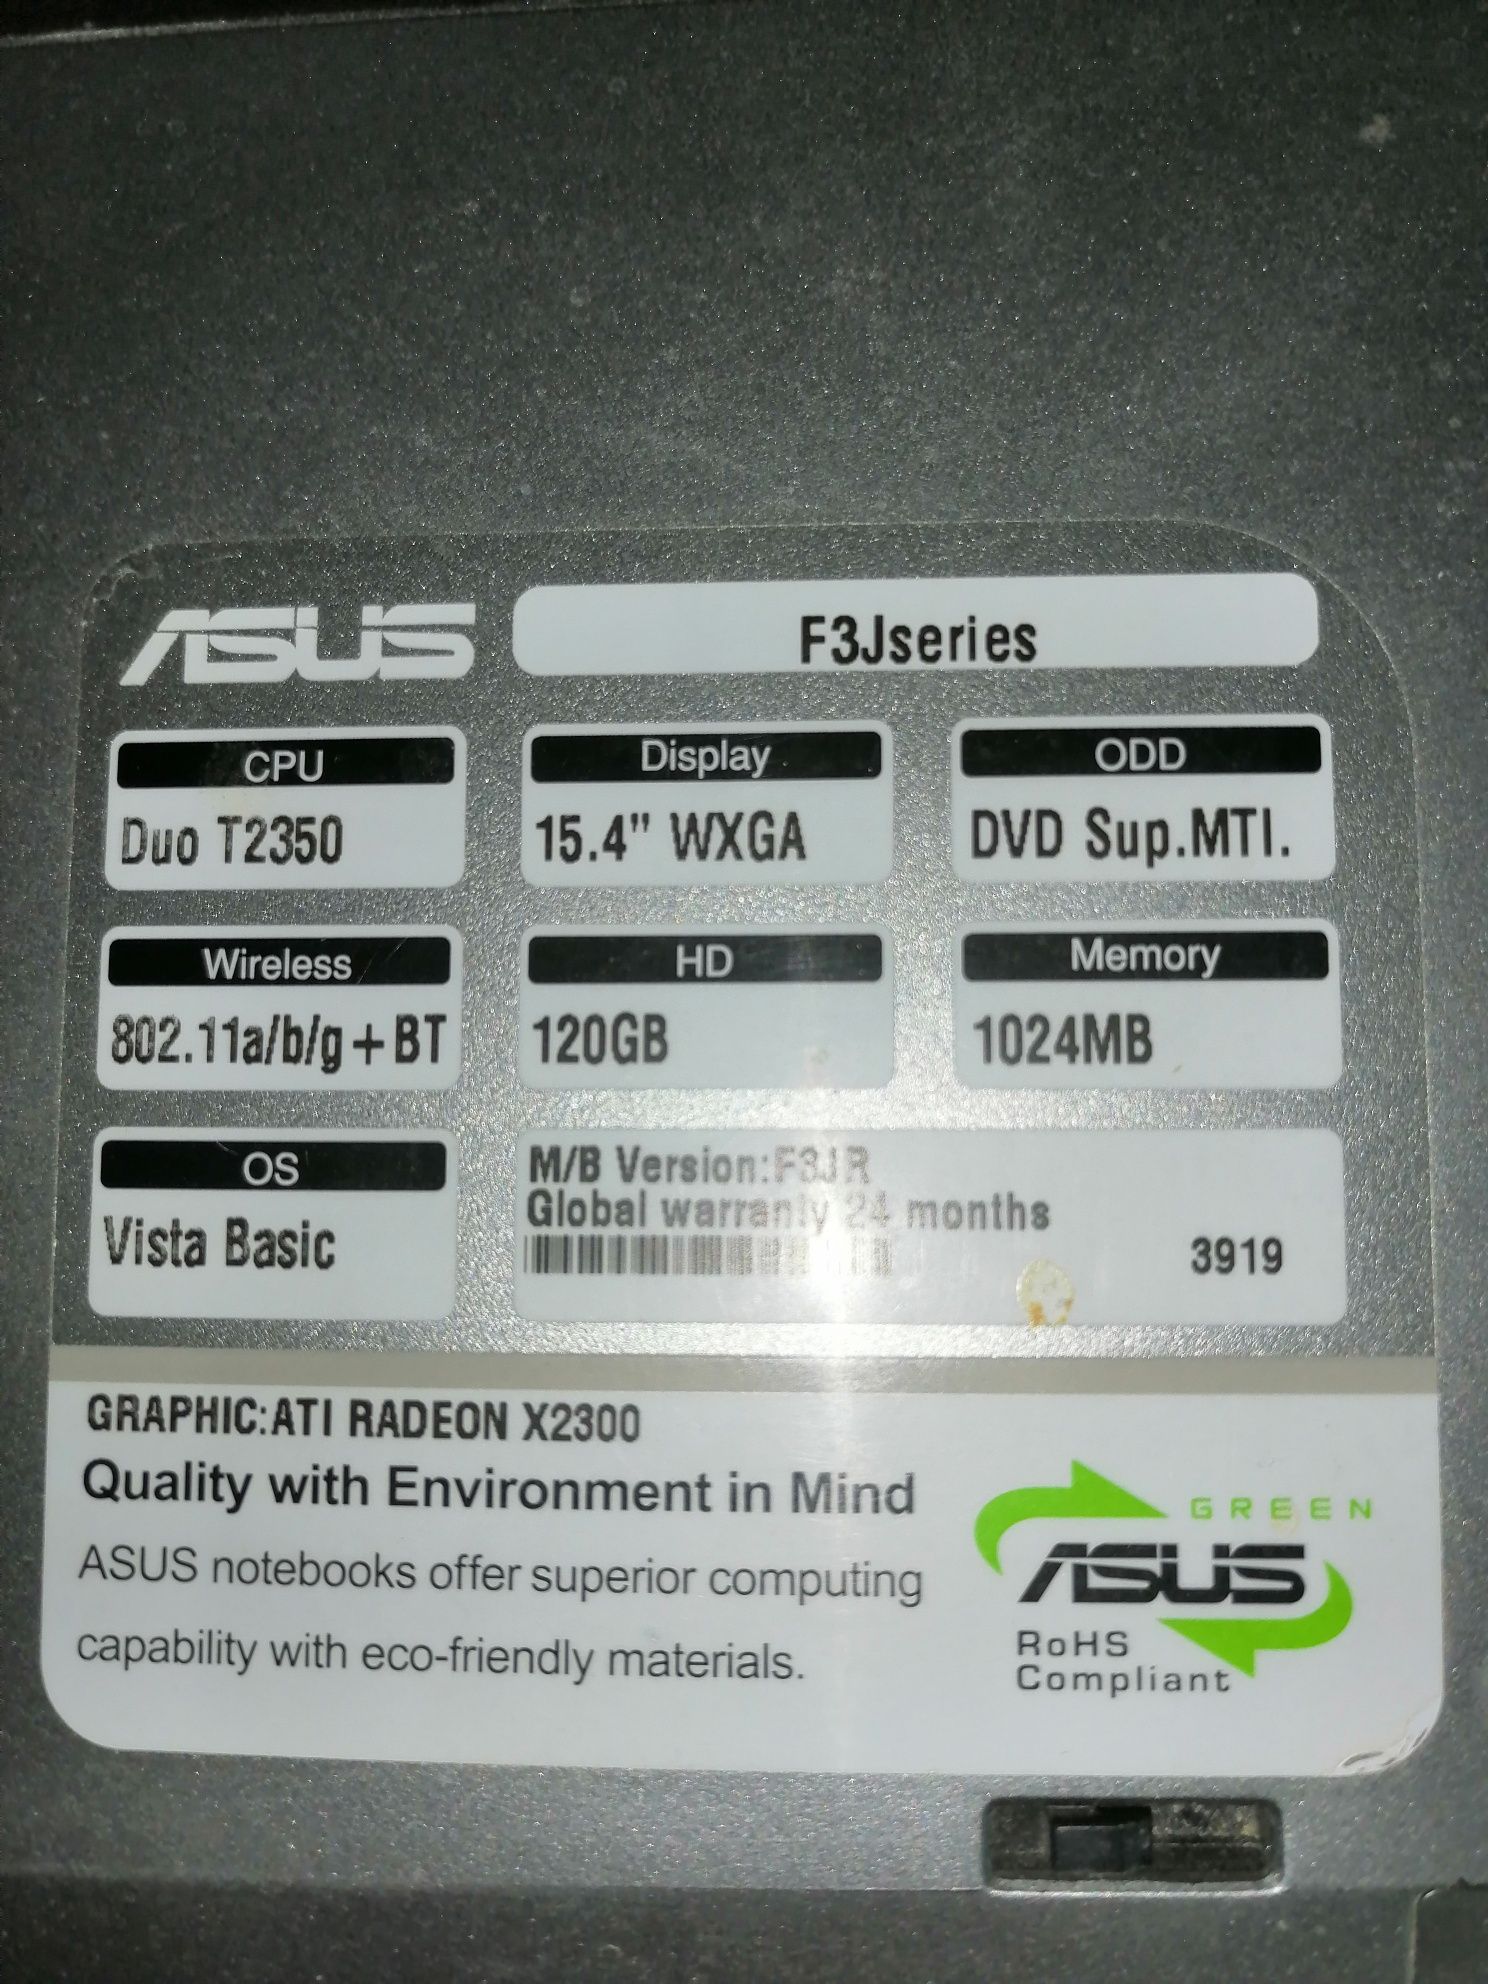 ASUS
F3Jseries
CPU
Duo T2350
Display
15.4" WXGA
ODD
DVD Sup.MTI.
Wireless
802.11a/b/g+BT
HD
120GB
Memory
1024MB
OS
Vista Basic
M/B Version:F3JR
Global warranty 24 months
3919
GRAPHIC:ATI RADEON X2300
Quality with Environment in Mind
ASUS notebooks offer superior computing
capability with eco-friendly materials.
GREEN
ASUS
RoHS
Compliant